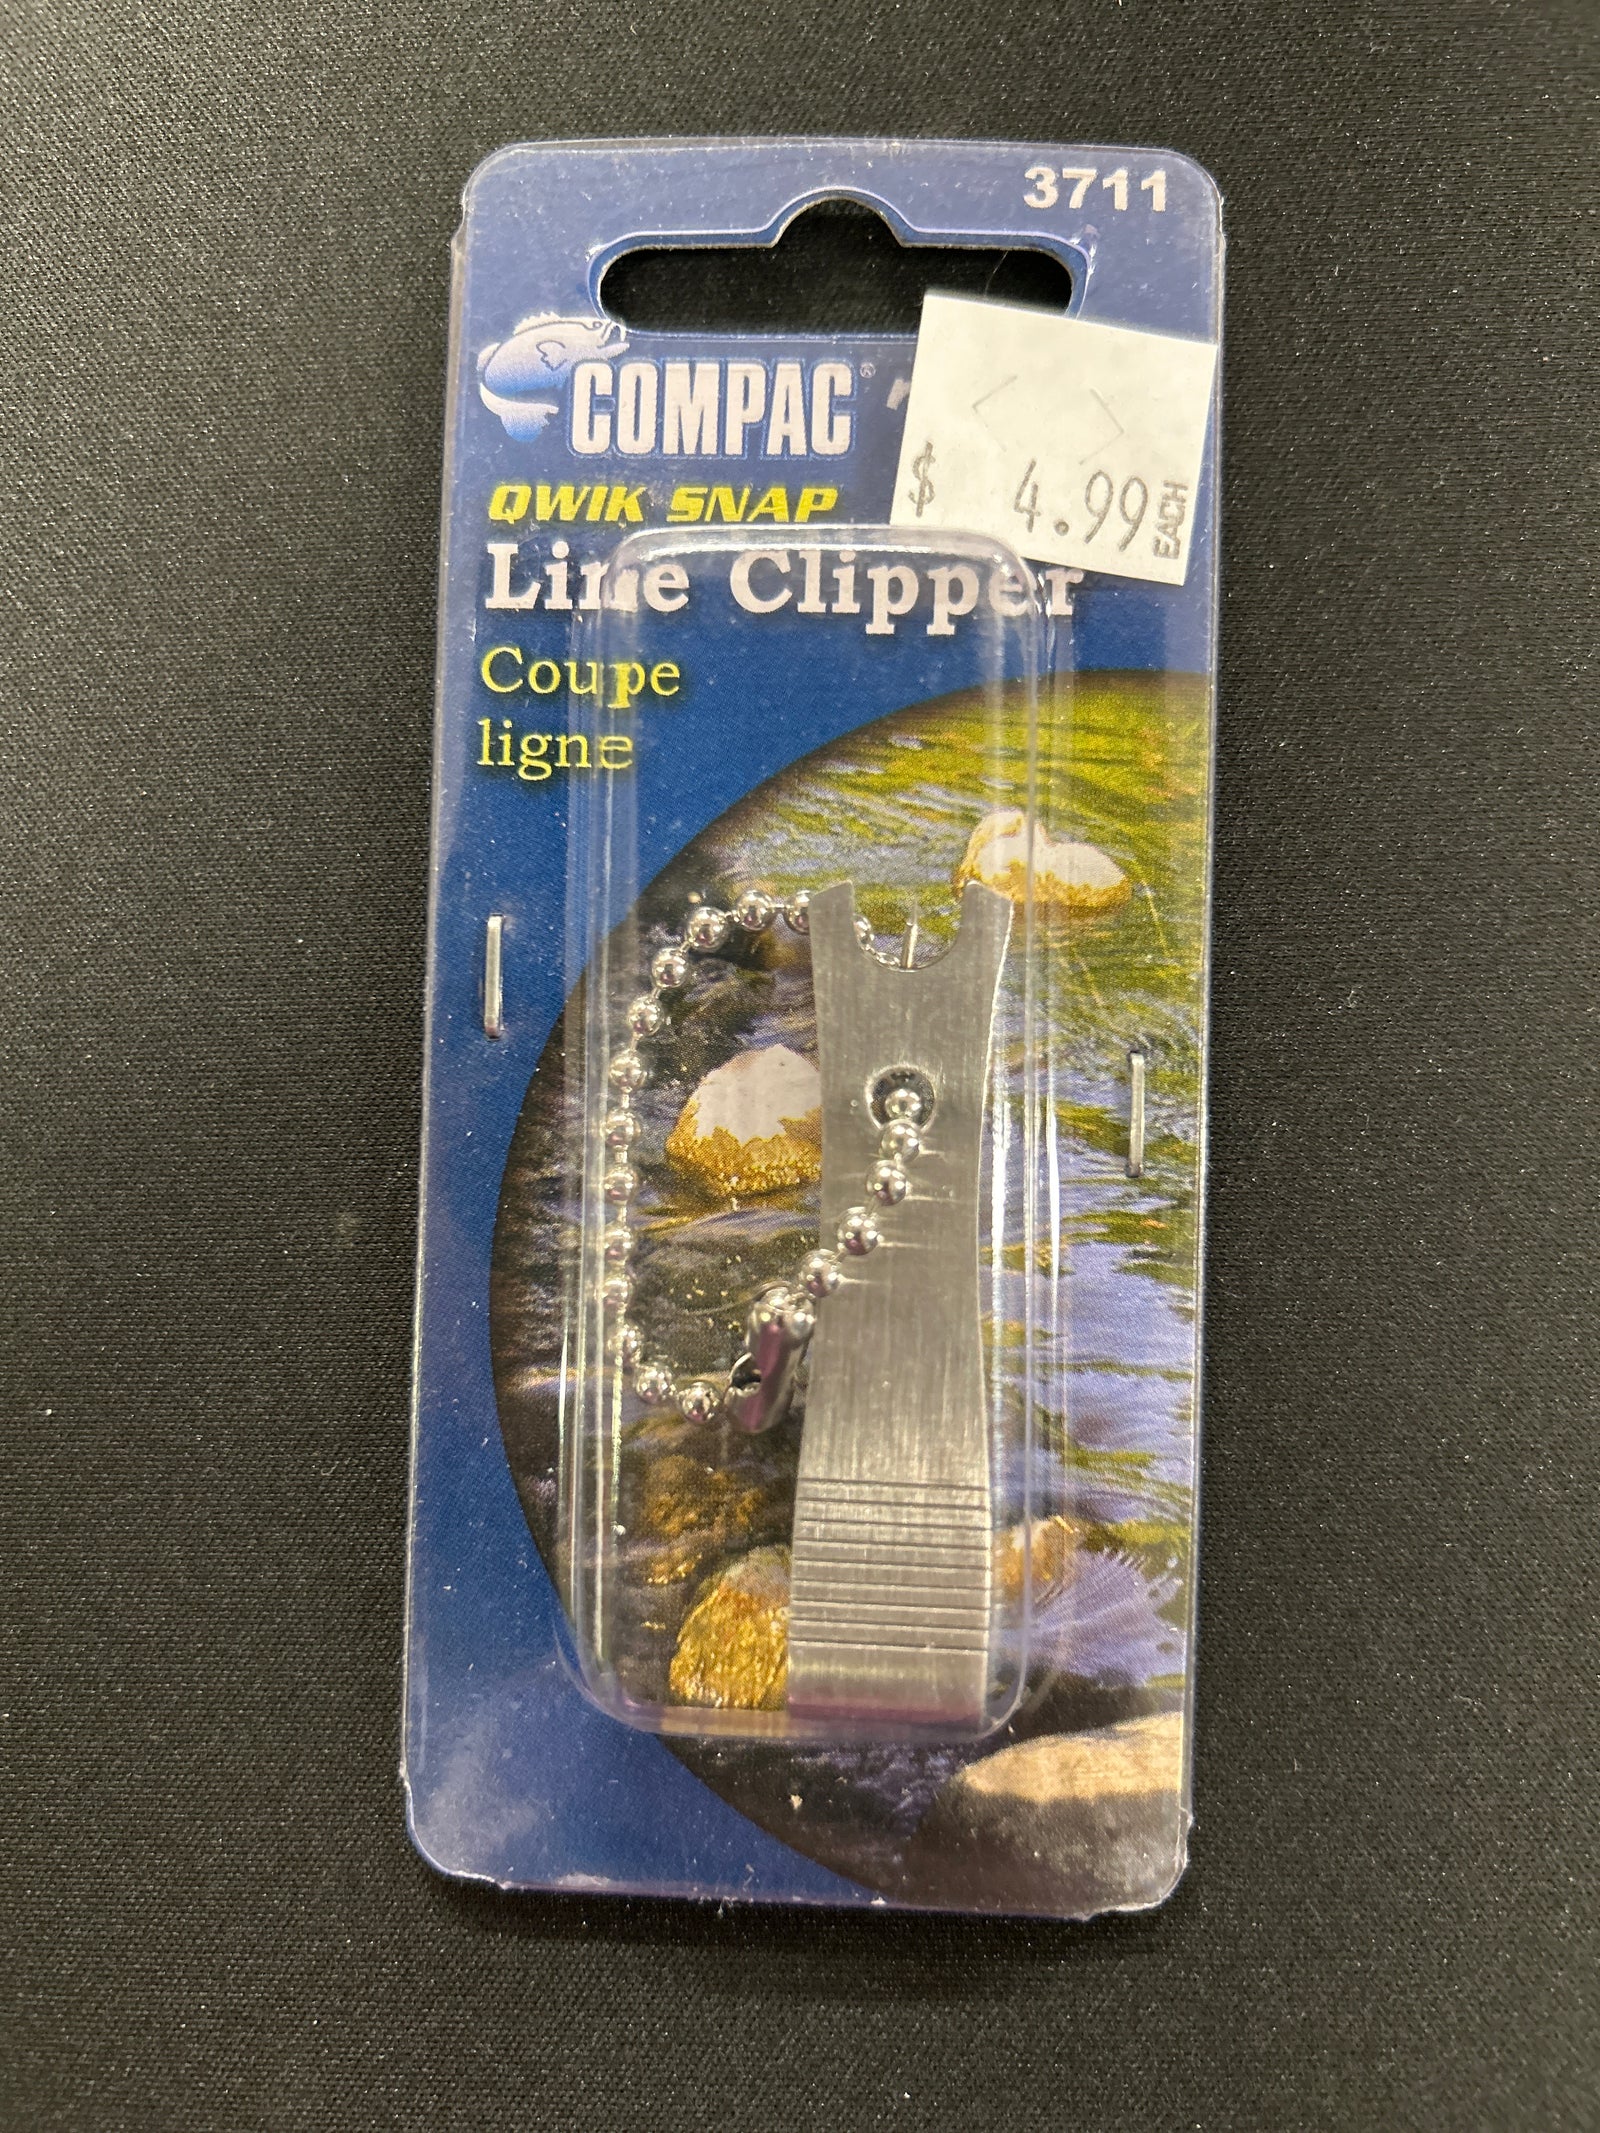 3711
COMPAC®
$ 4.99 EACH
QWIK SNAP
Line Clipper
Coupe
ligne